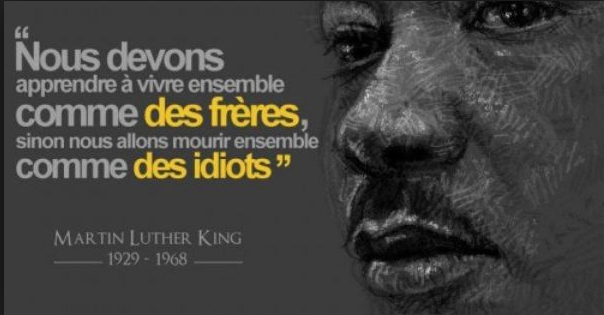 “
Nous devons
apprendre à vivre ensemble
comme des frères,
sinon nous allons mourir ensemble
comme des idiots ”
MARTIN LUTHER KING
1929 - 1968